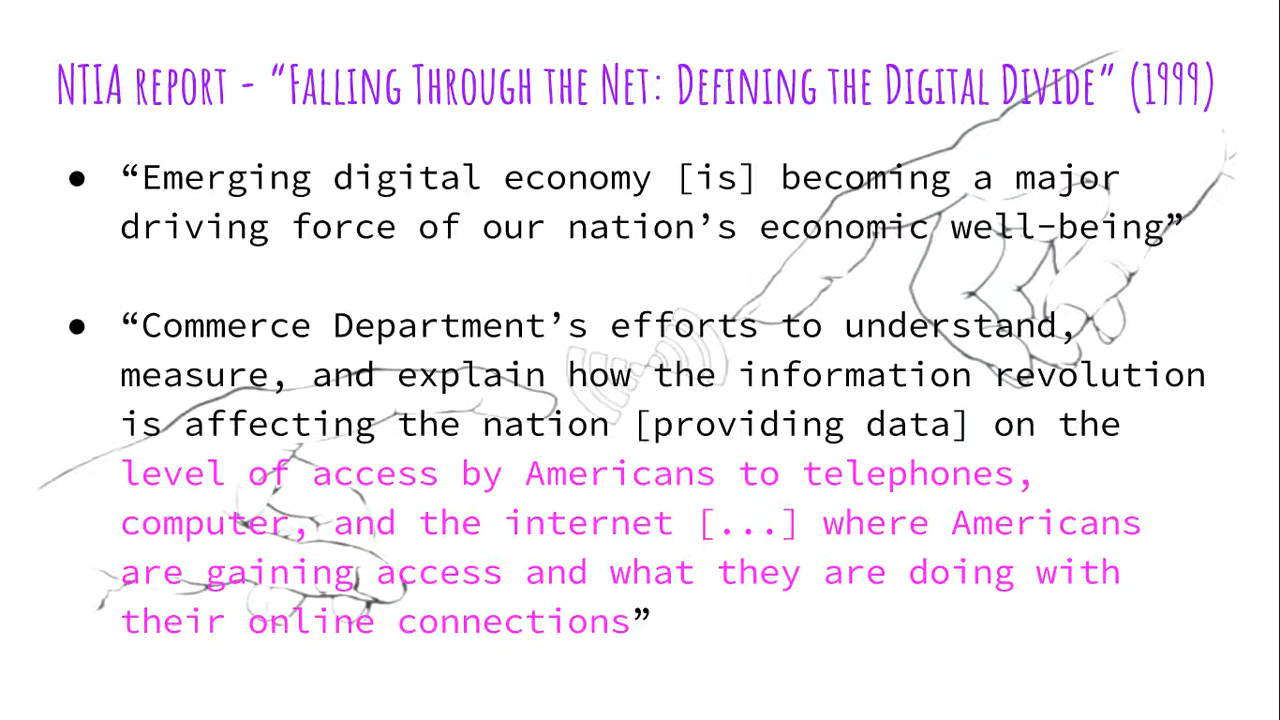 NTIA REPORT - “FALLING THROUGH THE NET: DEFINING THE DIGITAL DIVIDE” (1999)
● “Emerging digital economy [is] becoming a major
driving force of our nation’s economic well-being”
● “Commerce Department’s efforts to understand,
measure, and explain how the information revolution
is affecting the nation [providing data] on the
level of access by Americans to telephones,
computer, and the internet [...] where Americans
are gaining access and what they are doing with
their online connections”